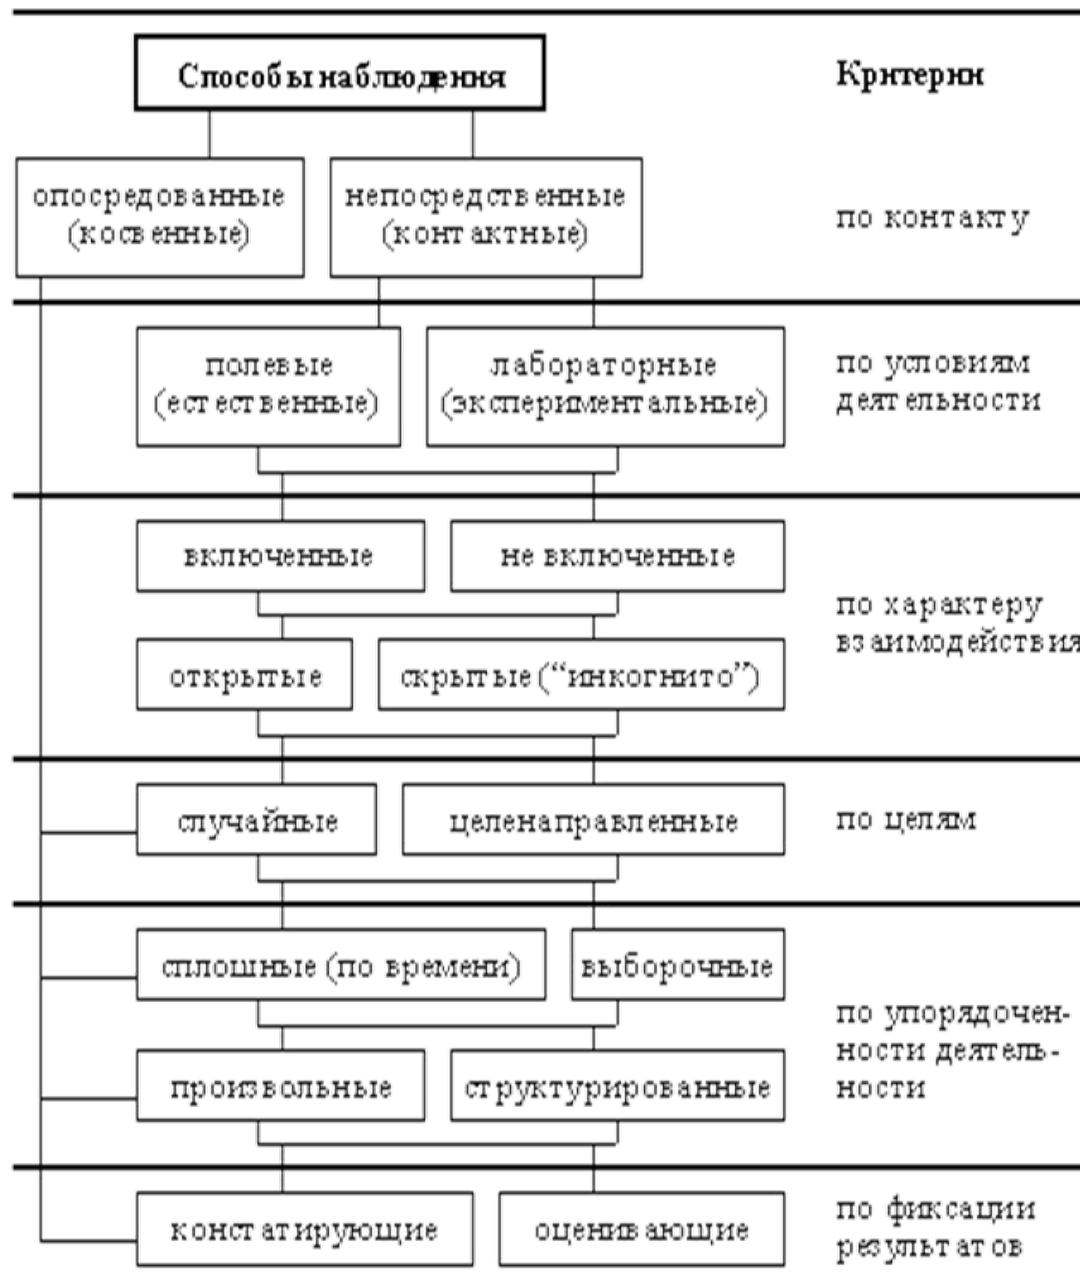 Способы наблюдения
Критерии
опосредованные
(косвенные)
непосредственные
(контактные)
по контакту
полевые
(естественные)
лабораторные
(экспериментальные)
по условиям
деятельности
включенные
не включенные
открытые
скрытые (“инкогнито”)
по характеру
взаимодействия
случайные
целенаправленные
по целям
сплошные (по времени)
выборочные
произвольные
структурированные
по упорядочен-
ности деятель-
ности
констатирующие
оценивающие
по фиксации
результатов